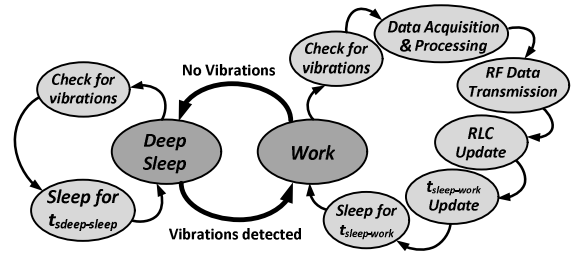 Check for
vibrations
Sleep for
tsdeep-sleep
Deep
Sleep
No Vibrations
Vibrations detected
Work
Check for
vibrations
Data Acquisition
& Processing
RF Data
Transmission
RLC
Update
tsleep-work
Update
Sleep for
tsleep-work